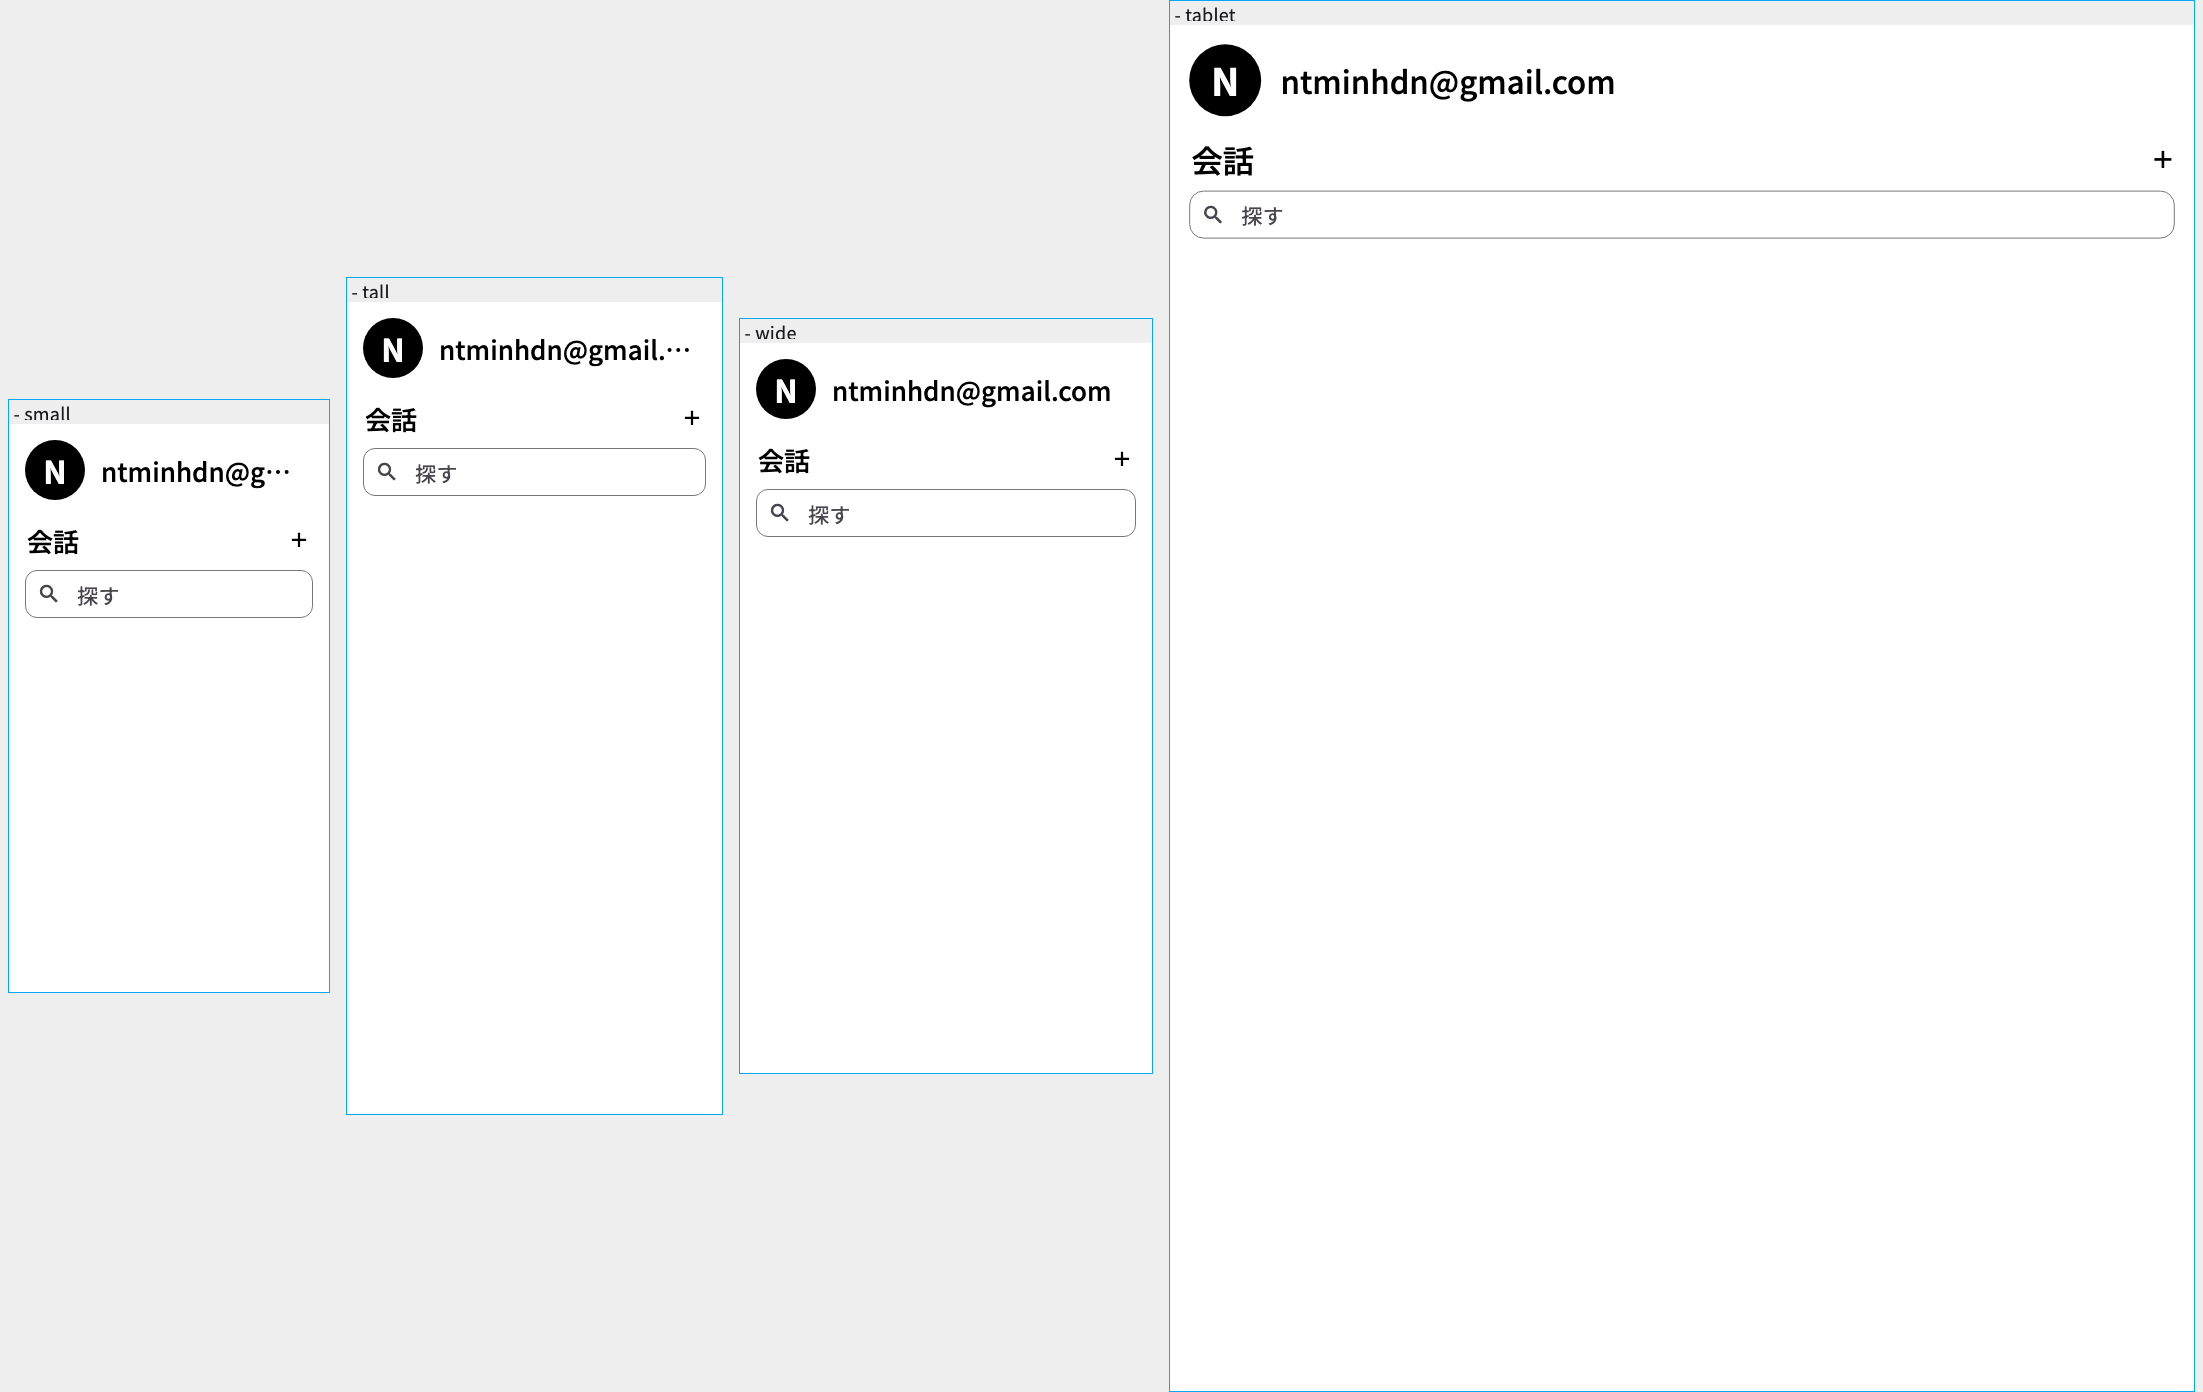 - small
N
ntminhdn@g…
会話
+
探す
- tall
N
ntminhdn@gmail.…
会話
+
探す
- wide
N
ntminhdn@gmail.com
会話
+
探す
- tablet
N
ntminhdn@gmail.com
会話
+
探す